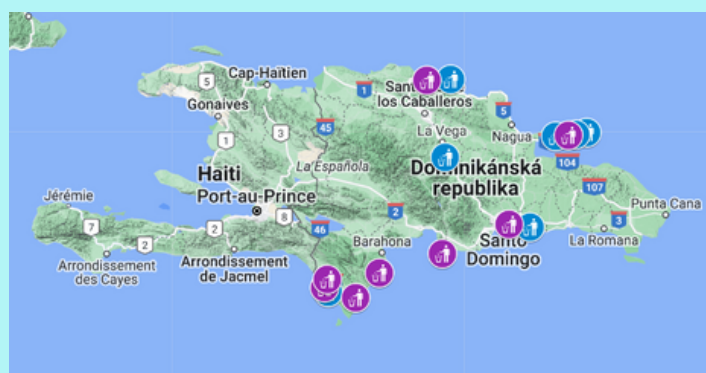 Cap-Haïtien
5
1
Gonaïves
Santi
los Caballeros
5
45
3
La Vega
Nagua
1
104
La Española
Haiti
Dominikánská
republika
107
Port-au-Prince
Jérémie
8
2
Punta Cana
7
2
2
46
Barahona
3
Santo
Domingo
La Romana
Arrondissement
des Cayes
Arrondissement
de Jacmel